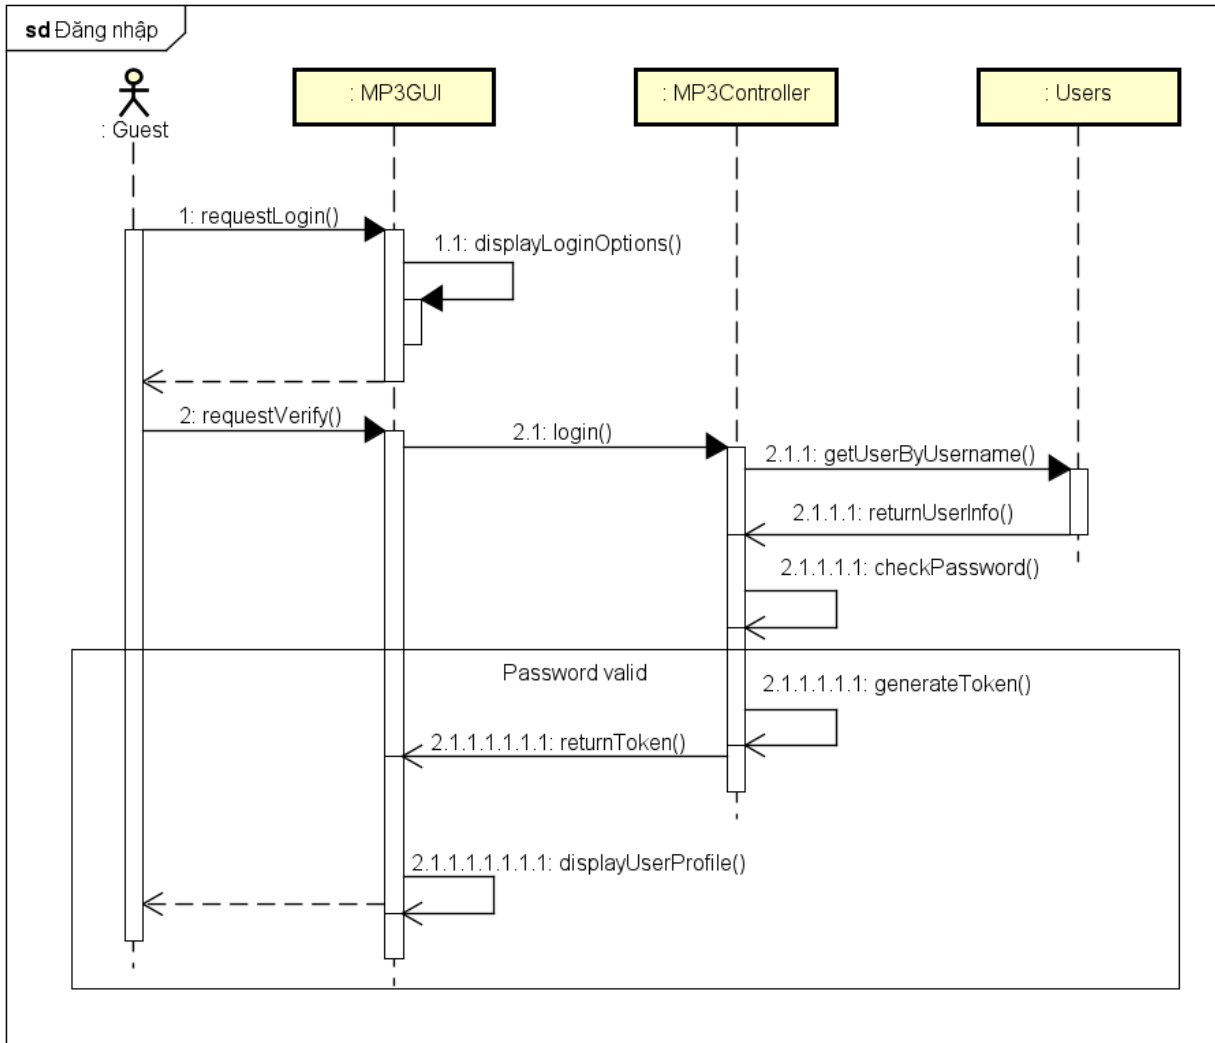 sd Đăng nhập
: Guest
: MP3GUI
: MP3Controller
: Users
1: requestLogin()
1.1: displayLoginOptions()
2: requestVerify()
2.1: login()
2.1.1: getUserByUsername()
2.1.1.1: returnUserInfo()
2.1.1.1.1: checkPassword()
Password valid
2.1.1.1.1.1: generateToken()
2.1.1.1.1.1.1: returnToken()
2.1.1.1.1.1.1.1: displayUserProfile()